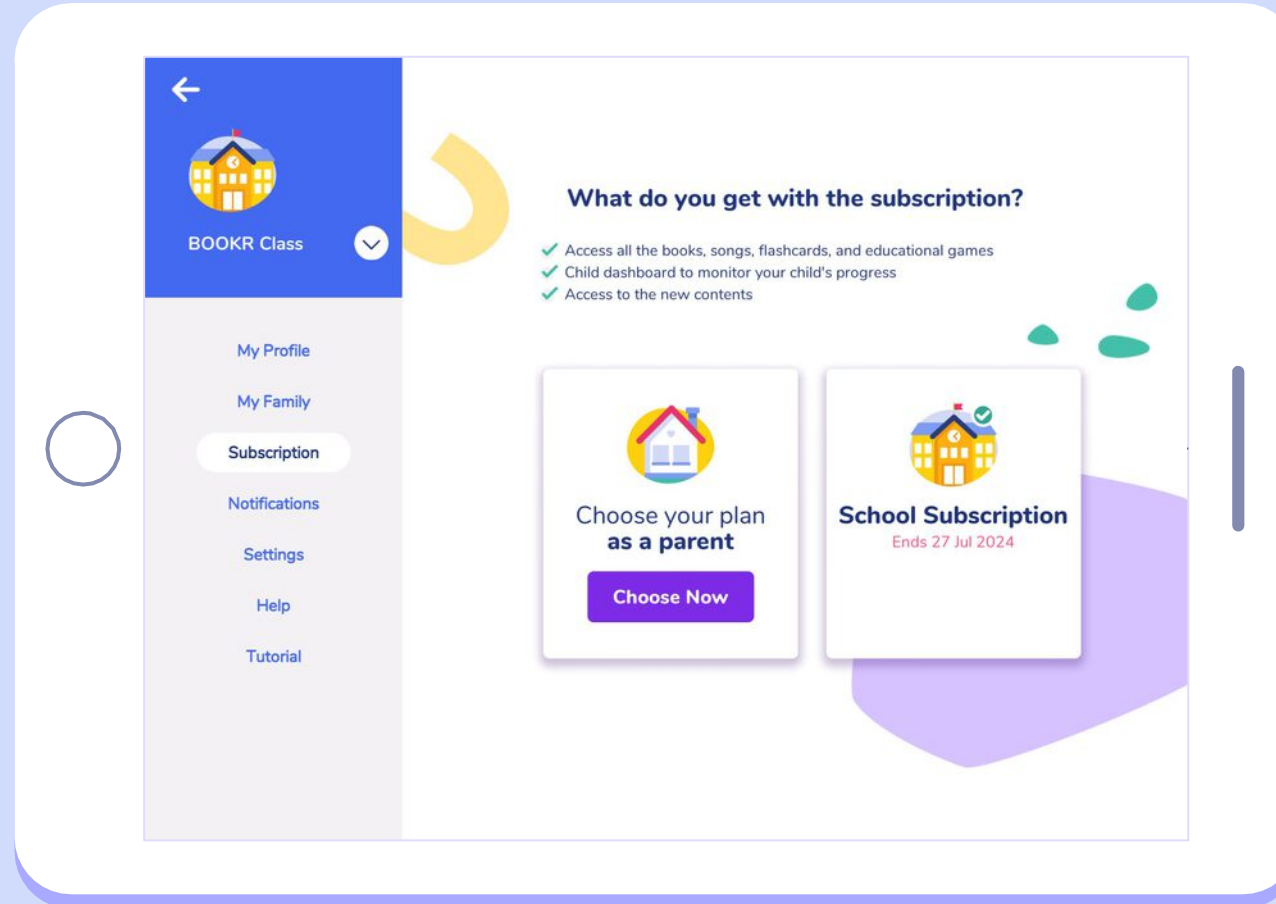 BOOKR Class
My Profile
My Family
Subscription
Notifications
Settings
Help
Tutorial
What do you get with the subscription?
Access all the books, songs, flashcards, and educational games
Child dashboard to monitor your child's progress
Access to the new contents
Choose your plan
as a parent
Choose Now
School Subscription
Ends 27 Jul 2024